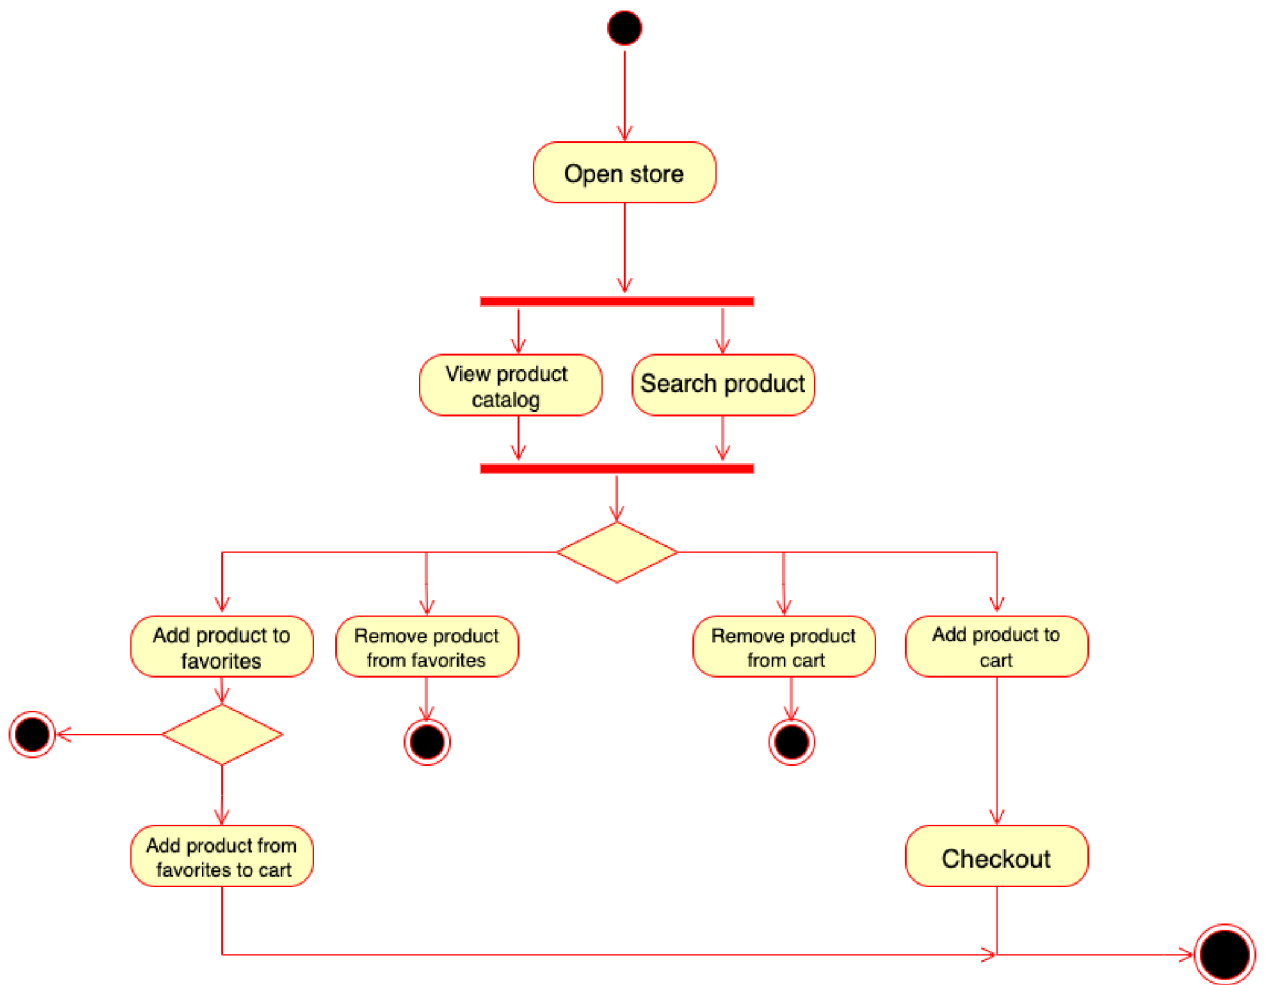 Open store
View product
catalog
Search product
Add product to
favorites
Remove product
from favorites
Remove product
from cart
Add product to
cart
Add product from
favorites to cart
Checkout